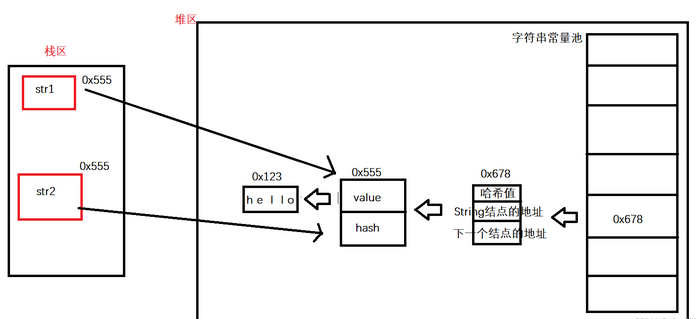 堆区
栈区
字符串常量池
str1
0x555
str2
0x555
0x123
hello
0x555
value
hash
0x678
哈希值
String结点的地址
下一个结点的地址
0x678